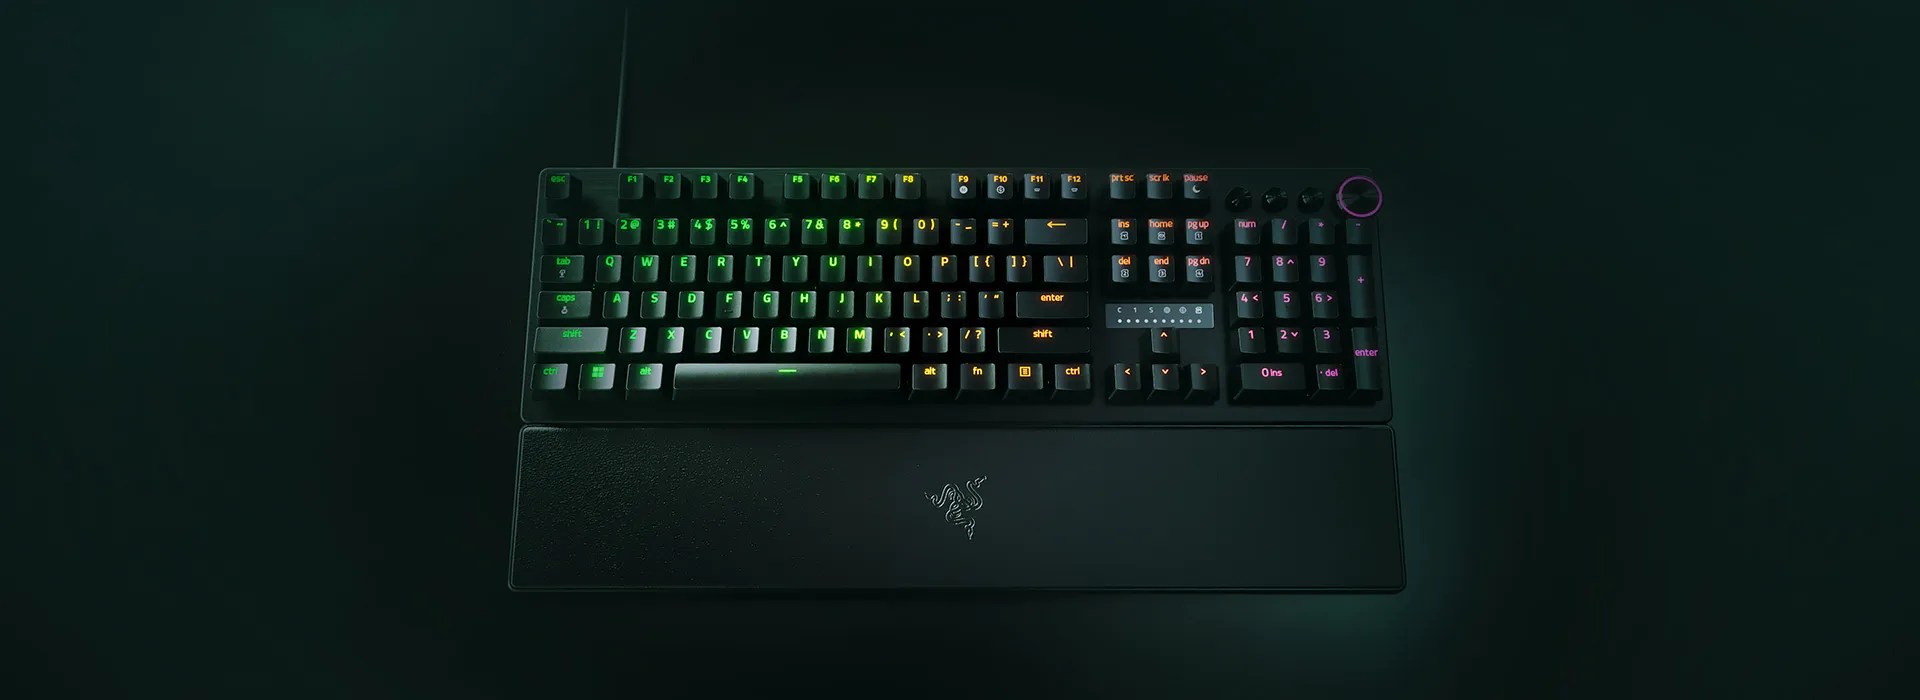 esc F1 F2 F3 F4 F5 F6 F7 F8 F9 F10 F11 F12 prt sc scr lk pause
` ~ 1 ! 2 @ 3 # 4 $ 5 % 6 ^ 7 & 8 * 9 ( 0 ) - _ = + ← ins home pg up num / * -
tab Q W E R T Y U I O P [ { ] } \ | del end pg dn 7 8 ^ 9 +
caps A S D F G H J K L ; : ' " enter C 1 S 4 < 5 6 >
shift Z X C V B N M , < . > / ? shift ^ 1 2 ˅ 3 enter
ctrl alt alt fn ctrl < ˅ > 0 ins . del